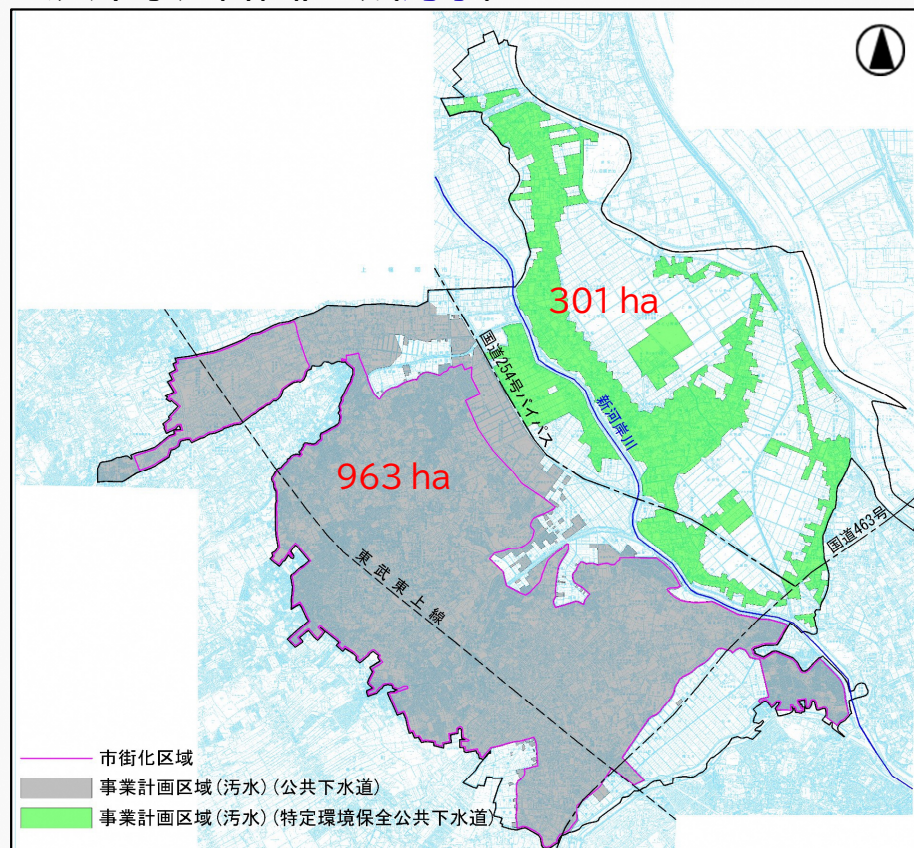 301 ha
国道254号バイパス
新河岸川
963 ha
国道463号
東武東上線
市街化区域
事業計画区域(汚水)(公共下水道)
事業計画区域(汚水)(特定環境保全公共下水道)